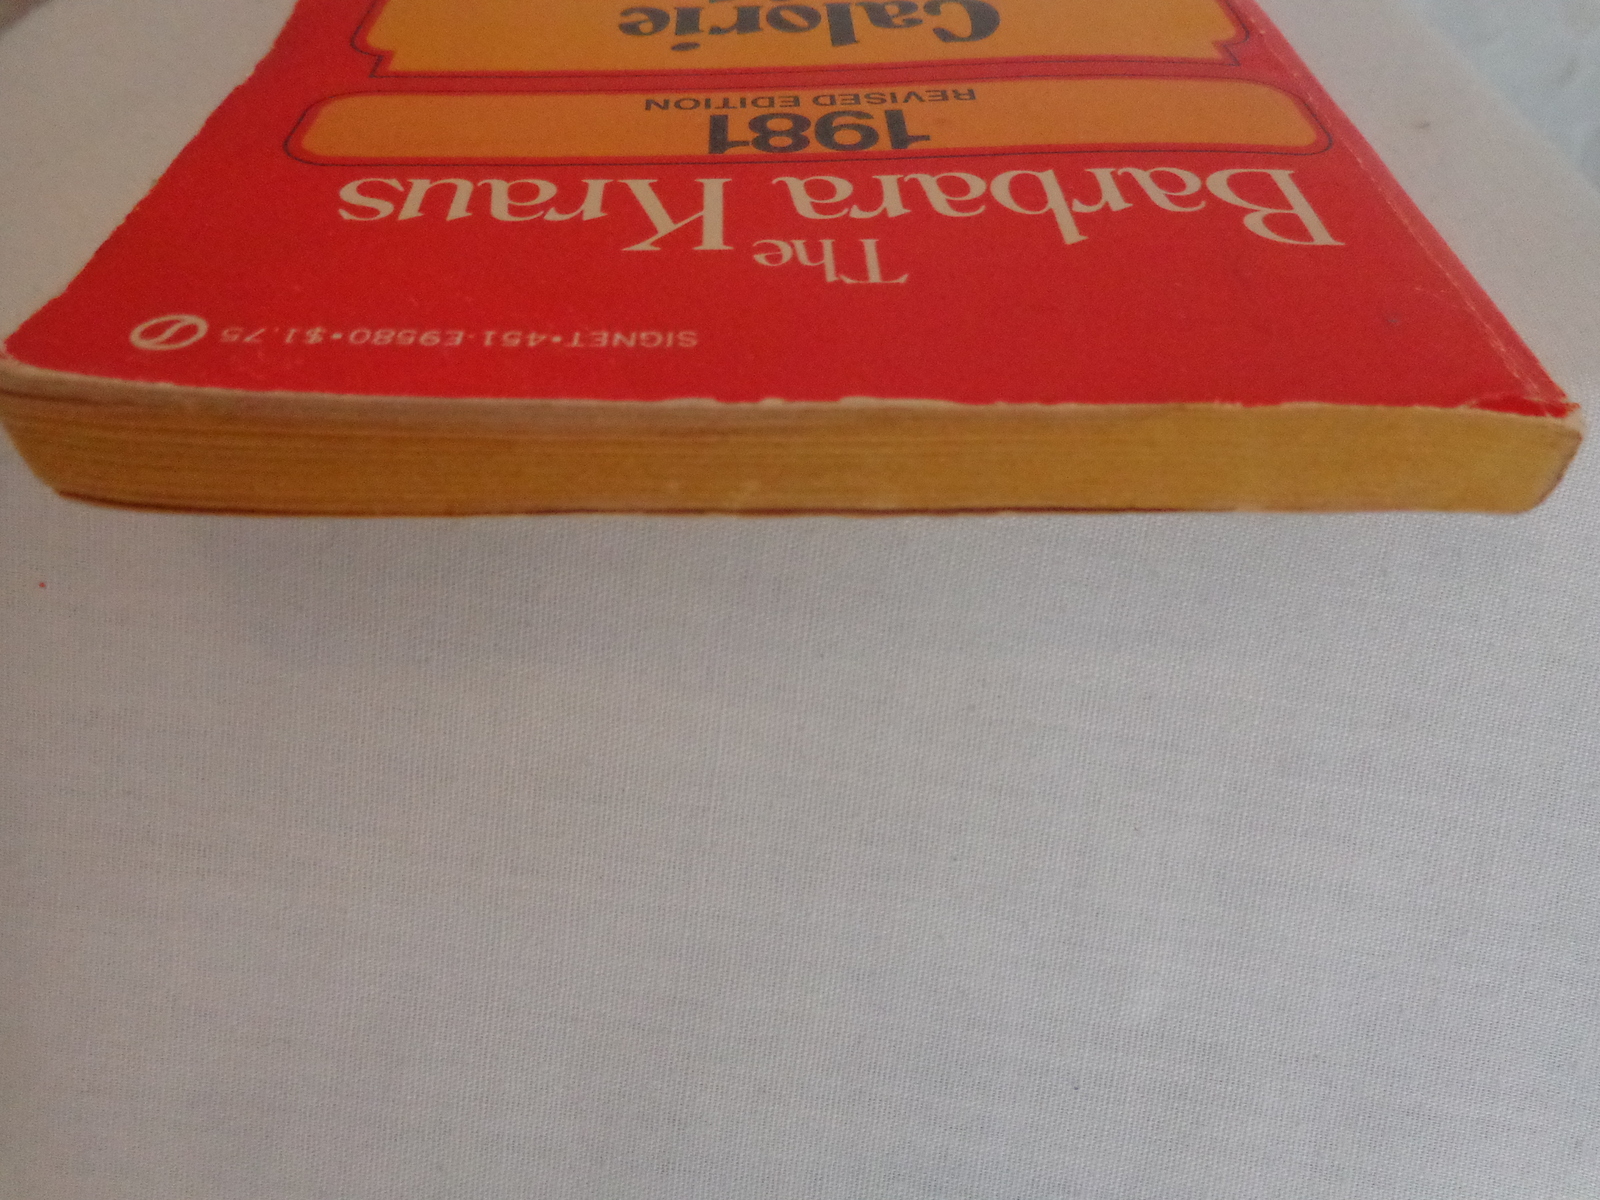 SIGNET•451-E9580•$1.75
The
Barbara Kraus
1981
REVISED EDITION
Calorie